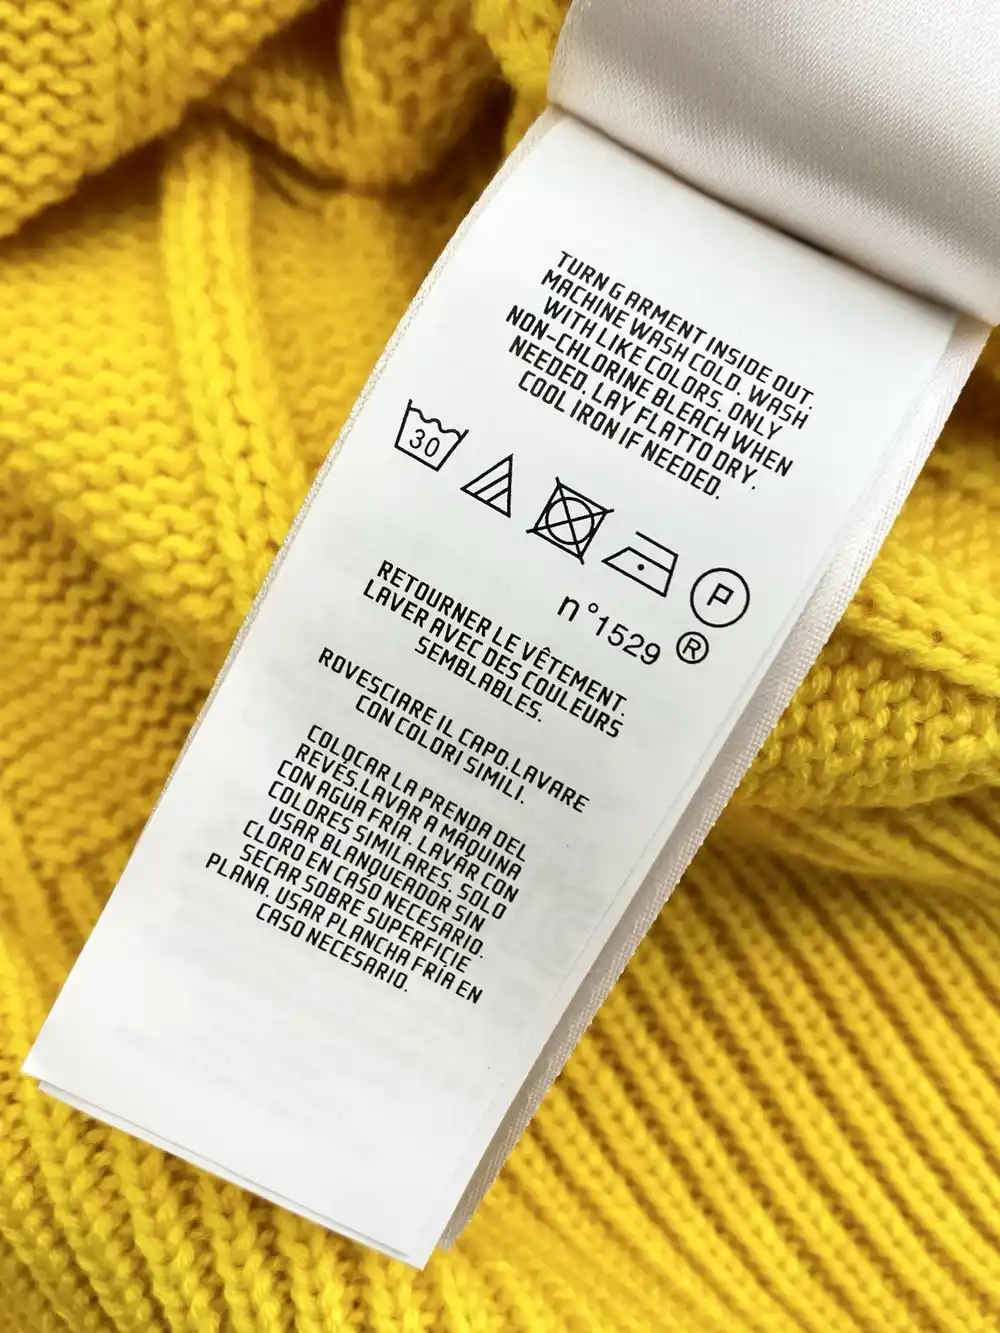 TURN G ARMENT INSIDE OUT.
MACHINE WASH COLD. WASH
WITH LIKE COLORS. ONLY
NON-CHLORINE BLEACH WHEN
NEEDED. LAY FLATTO DRY.
COOL IRON IF NEEDED.
30
P
n°1529 ®
RETOURNER LE VÊTEMENT.
LAVER AVEC DES COULEURS
SEMBLABLES.
ROVESCIARE IL CAPO. LAVARE
CON COLORI SIMILI.
COLOCAR LA PRENDA DEL
REVÉS. LAVAR A MAQUINA
CON AGUA FRÍA. LAVAR CON
COLORES SIMILARES. SOLO
USAR BLANQUEADOR SIN
CLORO EN CASO NECESARIO.
SECAR SOBRE SUPERFICIE
PLANA. USAR PLANCHA FRÍA EN
CASO NECESARIO.